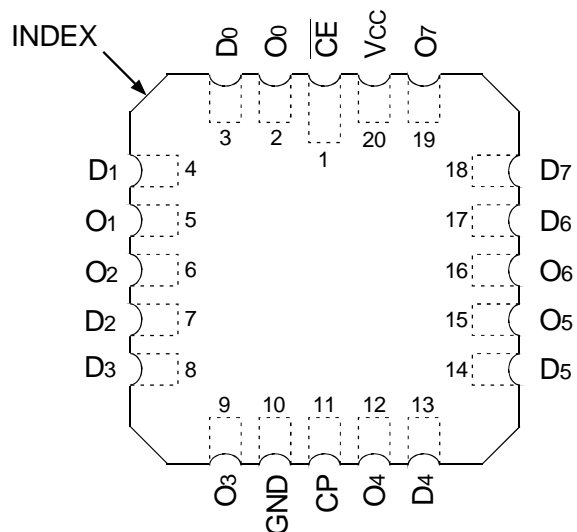 INDEX
D0 O0 C̅E̅ VCC O7
3 2 1 20 19
D1 4 18 D7
O1 5 17 D6
O2 6 16 O6
D2 7 15 O5
D3 8 14 D5
9 10 11 12 13
O3 GND CP O4 D4